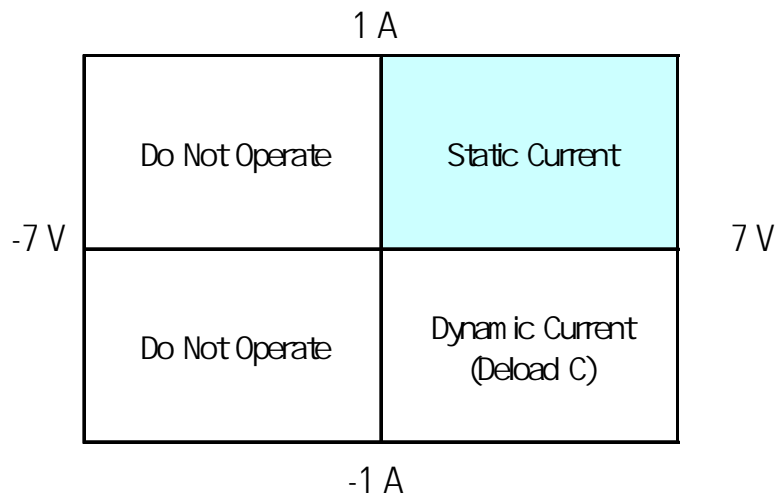 1 A
Do Not Operate
Static Current
-7 V
7 V
Do Not Operate
Dynamic Current
(Deload C)
-1 A